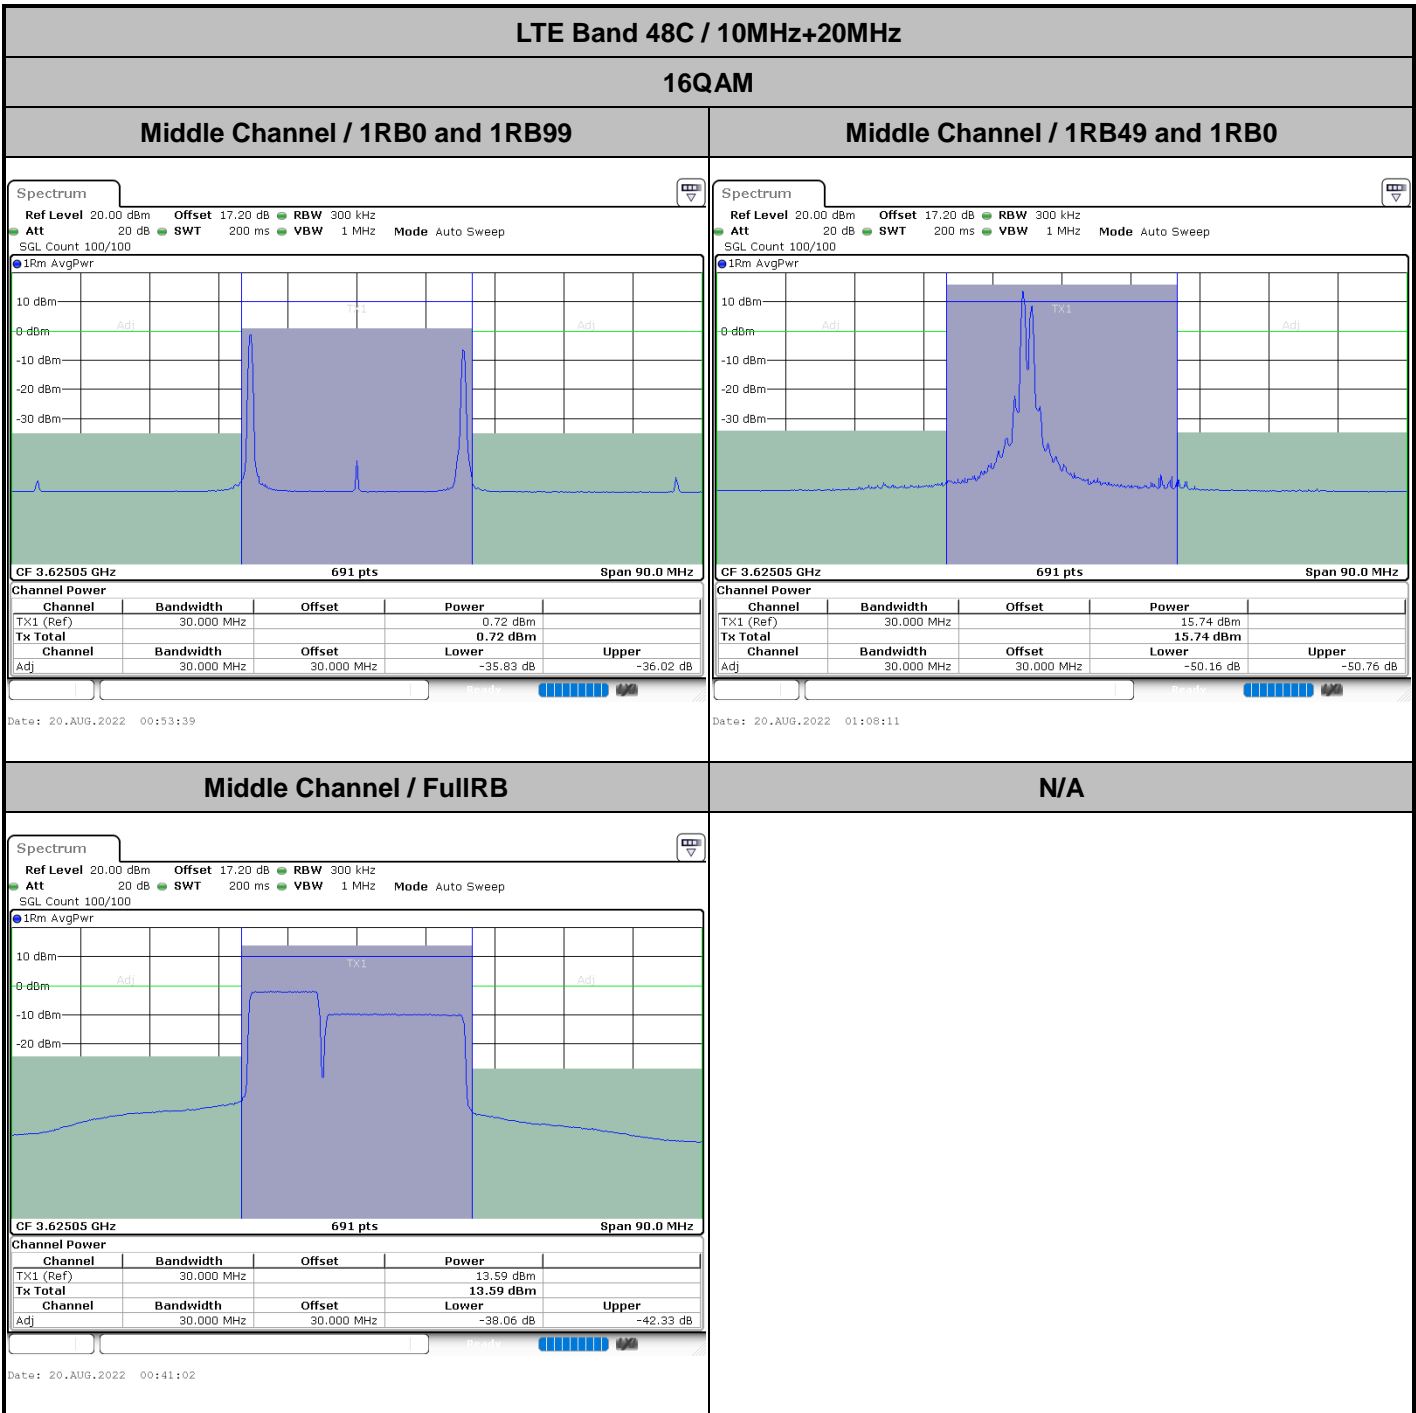 LTE Band 48C / 10MHz+20MHz
16QAM
Middle Channel / 1RB0 and 1RB99
Middle Channel / 1RB49 and 1RB0
Spectrum
Ref Level 20.00 dBm Offset 17.20 dB RBW 300 kHz
Att 20 dB SWT 200 ms VBW 1 MHz Mode Auto Sweep
SGL Count 100/100
1Rm AvgPwr
10 dBm
TX1
0 dBm
Adj
Adj
-10 dBm
-20 dBm
-30 dBm
CF 3.62505 GHz 691 pts Span 90.0 MHz
Channel Power
Channel Bandwidth Offset Power
TX1 (Ref) 30.000 MHz 0.72 dBm
Tx Total 0.72 dBm
Channel Bandwidth Offset Lower Upper
Adj 30.000 MHz 30.000 MHz -35.83 dB -36.02 dB
Ready
Date: 20.AUG.2022 00:53:39
Spectrum
Ref Level 20.00 dBm Offset 17.20 dB RBW 300 kHz
Att 20 dB SWT 200 ms VBW 1 MHz Mode Auto Sweep
SGL Count 100/100
1Rm AvgPwr
10 dBm
TX1
0 dBm
Adj
Adj
-10 dBm
-20 dBm
-30 dBm
CF 3.62505 GHz 691 pts Span 90.0 MHz
Channel Power
Channel Bandwidth Offset Power
TX1 (Ref) 30.000 MHz 15.74 dBm
Tx Total 15.74 dBm
Channel Bandwidth Offset Lower Upper
Adj 30.000 MHz 30.000 MHz -50.16 dB -50.76 dB
Ready
Date: 20.AUG.2022 01:08:11
Middle Channel / FullRB
N/A
Spectrum
Ref Level 20.00 dBm Offset 17.20 dB RBW 300 kHz
Att 20 dB SWT 200 ms VBW 1 MHz Mode Auto Sweep
SGL Count 100/100
1Rm AvgPwr
10 dBm
TX1
0 dBm
Adj
Adj
-10 dBm
-20 dBm
CF 3.62505 GHz 691 pts Span 90.0 MHz
Channel Power
Channel Bandwidth Offset Power
TX1 (Ref) 30.000 MHz 13.59 dBm
Tx Total 13.59 dBm
Channel Bandwidth Offset Lower Upper
Adj 30.000 MHz 30.000 MHz -38.06 dB -42.33 dB
Ready
Date: 20.AUG.2022 00:41:02